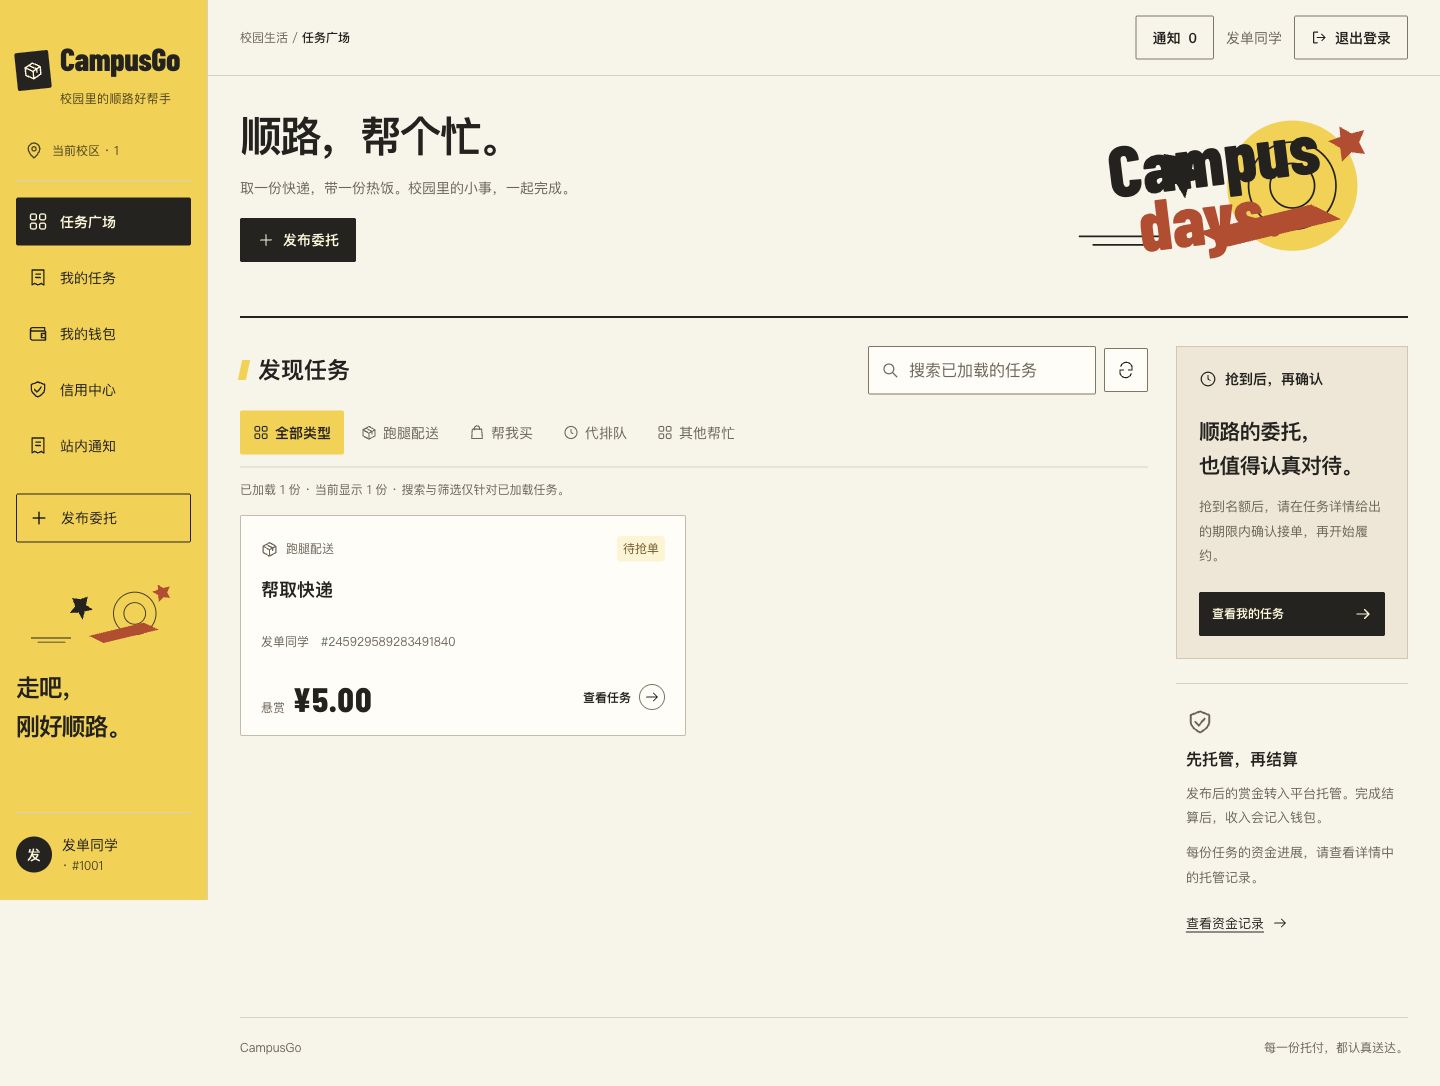 CampusGo
校园里的顺路好帮手
当前校区 · 1
任务广场
我的任务
我的钱包
信用中心
站内通知
发布委托
走吧，
刚好顺路。
发
发单同学
· #1001
校园生活 / 任务广场
通知 0
发单同学
退出登录
顺路，帮个忙。
取一份快递，带一份热饭。校园里的小事，一起完成。
发布委托
Campus
days
发现任务
搜索已加载的任务
全部类型
跑腿配送
帮我买
代排队
其他帮忙
已加载 1 份 · 当前显示 1 份 · 搜索与筛选仅针对已加载任务。
跑腿配送
待抢单
帮取快递
发单同学 #245929589283491840
悬赏 ¥5.00
查看任务
抢到后，再确认
顺路的委托，
也值得认真对待。
抢到名额后，请在任务详情给出
的期限内确认接单，再开始履
约。
查看我的任务
先托管，再结算
发布后的赏金转入平台托管。完成结
算后，收入会记入钱包。
每份任务的资金进展，请查看详情中
的托管记录。
查看资金记录
CampusGo
每一份托付，都认真送达。